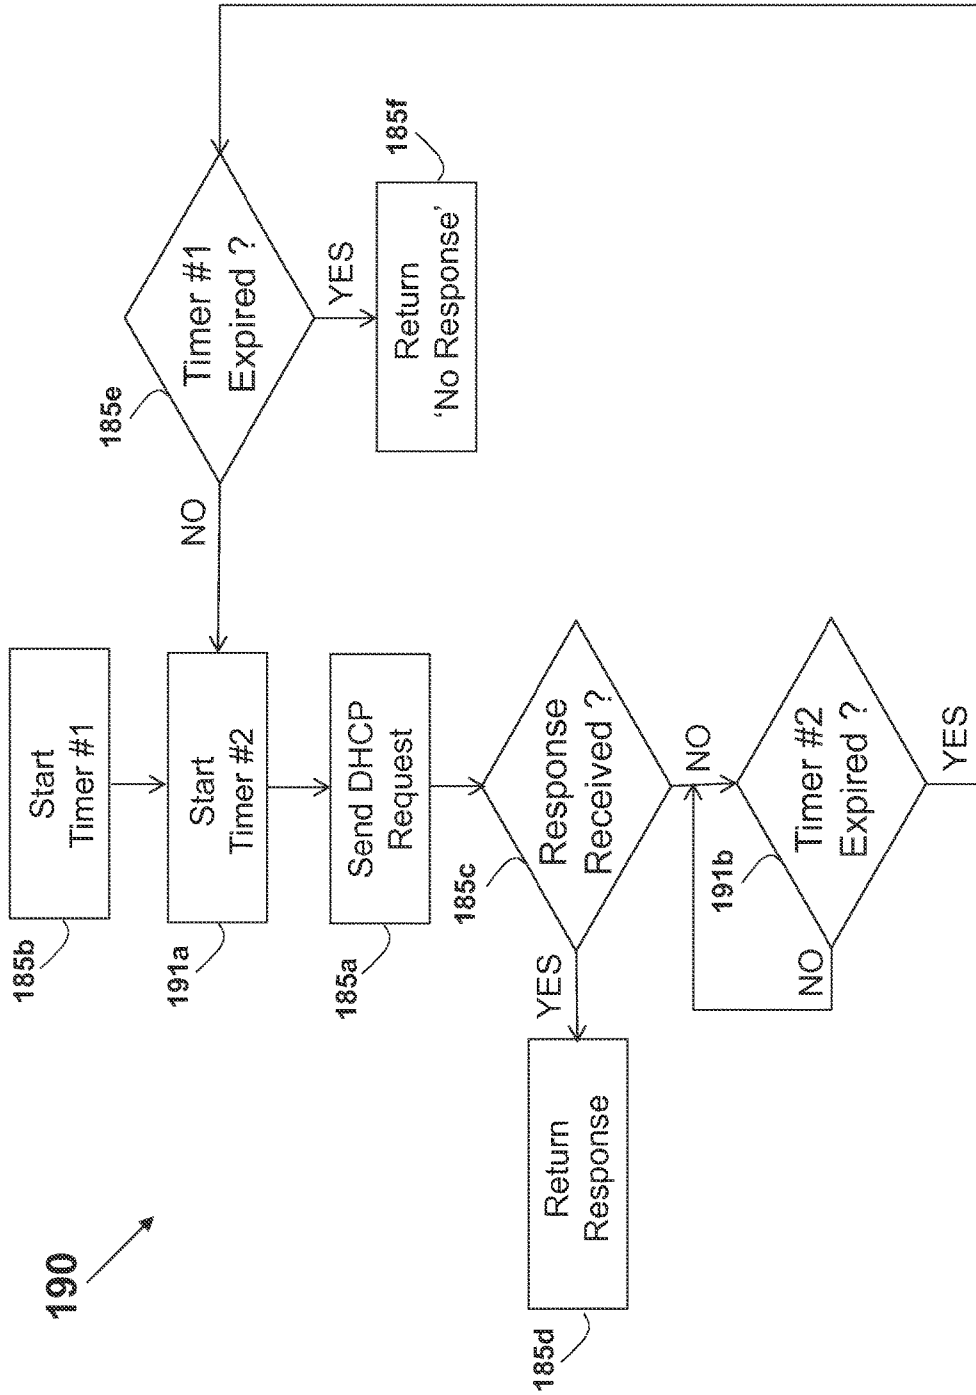 190
185b
Start
Timer #1
191a
Start
Timer #2
185a
Send DHCP
Request
185c
Response
Received ?
YES
NO
185d
Return
Response
191b
Timer #2
Expired ?
NO
YES
185e
Timer #1
Expired ?
NO
YES
185f
Return
‘No Response’